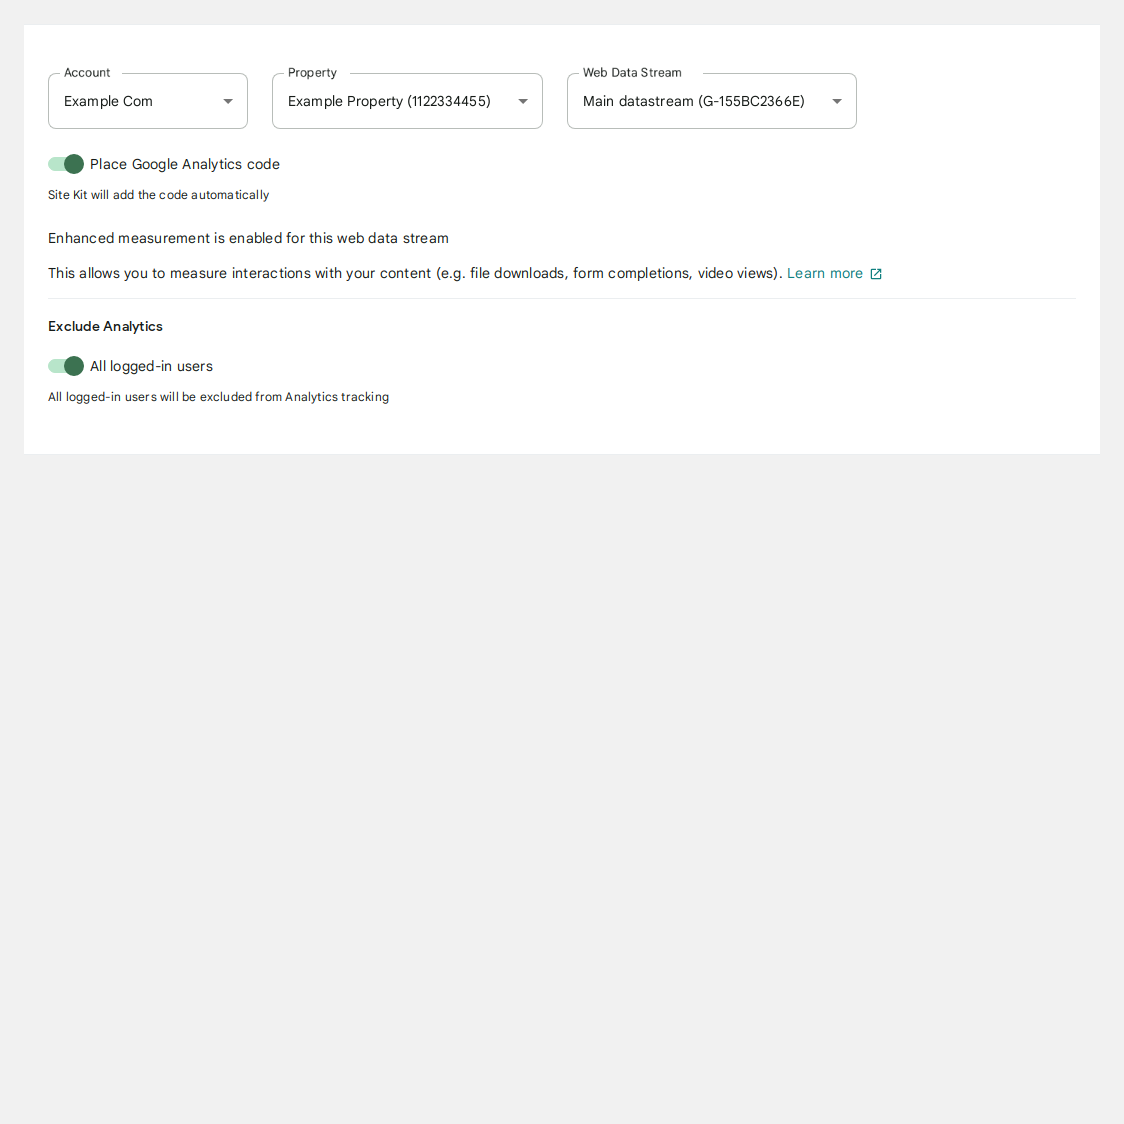 Account
Example Com
Property
Example Property (1122334455)
Web Data Stream
Main datastream (G-155BC2366E)
Place Google Analytics code
Site Kit will add the code automatically
Enhanced measurement is enabled for this web data stream
This allows you to measure interactions with your content (e.g. file downloads, form completions, video views). Learn more
Exclude Analytics
All logged-in users
All logged-in users will be excluded from Analytics tracking